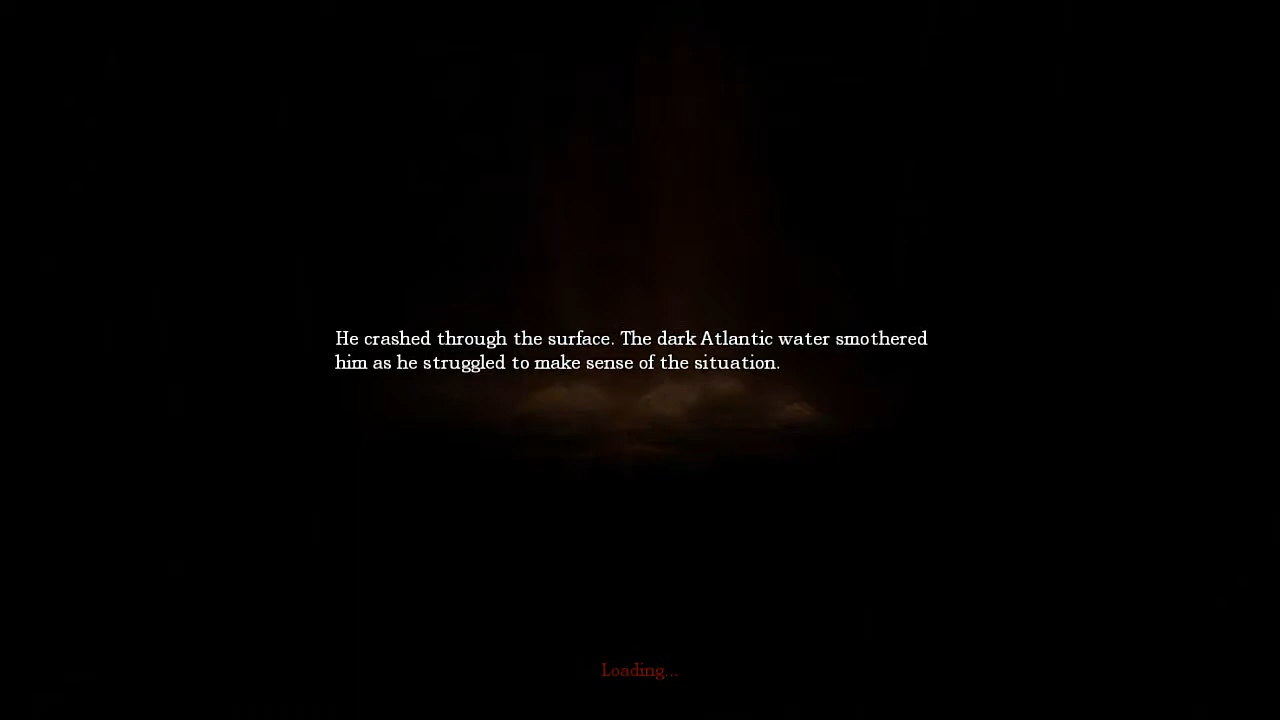 He crashed through the surface. The dark Atlantic water smothered
him as he struggled to make sense of the situation.
Loading...